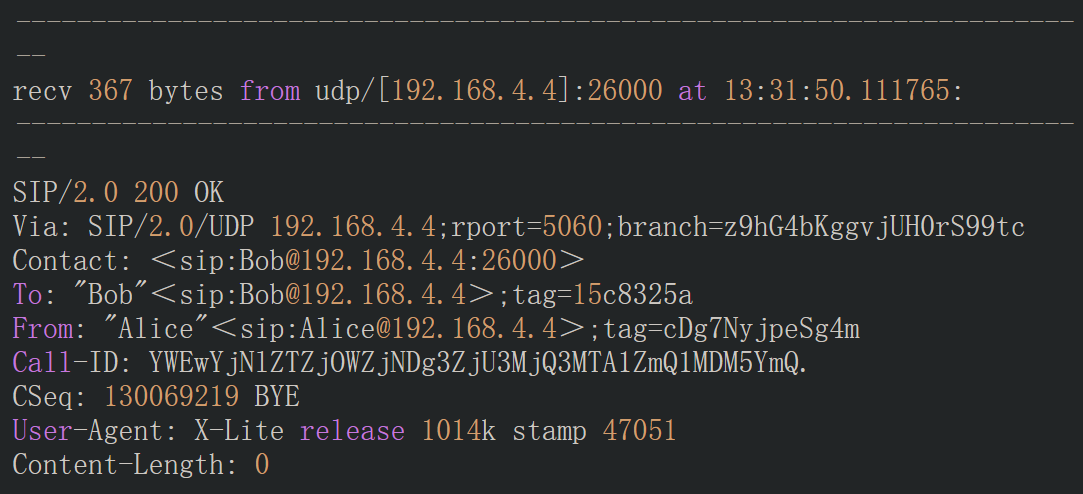 ----------------------------------------------------------------------
--
recv 367 bytes from udp/[192.168.4.4]:26000 at 13:31:50.111765:
----------------------------------------------------------------------
--
SIP/2.0 200 OK
Via: SIP/2.0/UDP 192.168.4.4;rport=5060;branch=z9hG4bKggvjUH0rS99tc
Contact: <sip:Bob@192.168.4.4:26000>
To: "Bob"<sip:Bob@192.168.4.4>;tag=15c8325a
From: "Alice"<sip:Alice@192.168.4.4>;tag=cDg7NyjpeSg4m
Call-ID: YWEwYjNlZTZjOWZjNDg3ZjU3MjQ3MTA1ZmQ1MDM5YmQ.
CSeq: 130069219 BYE
User-Agent: X-Lite release 1014k stamp 47051
Content-Length: 0